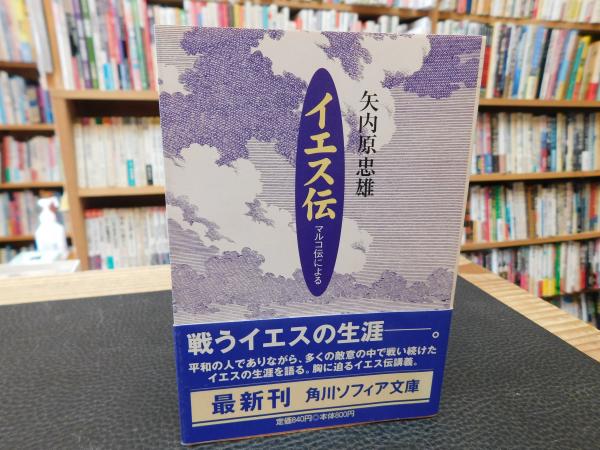 矢内原忠雄
イエス伝
マルコ伝による
戦うイエスの生涯――。
平和の人でありながら、多くの敵意の中で戦い続けた
イエスの生涯を語る。胸に迫るイエス伝講義。
最新刊 角川ソフィア文庫
定価840円◎本体800円